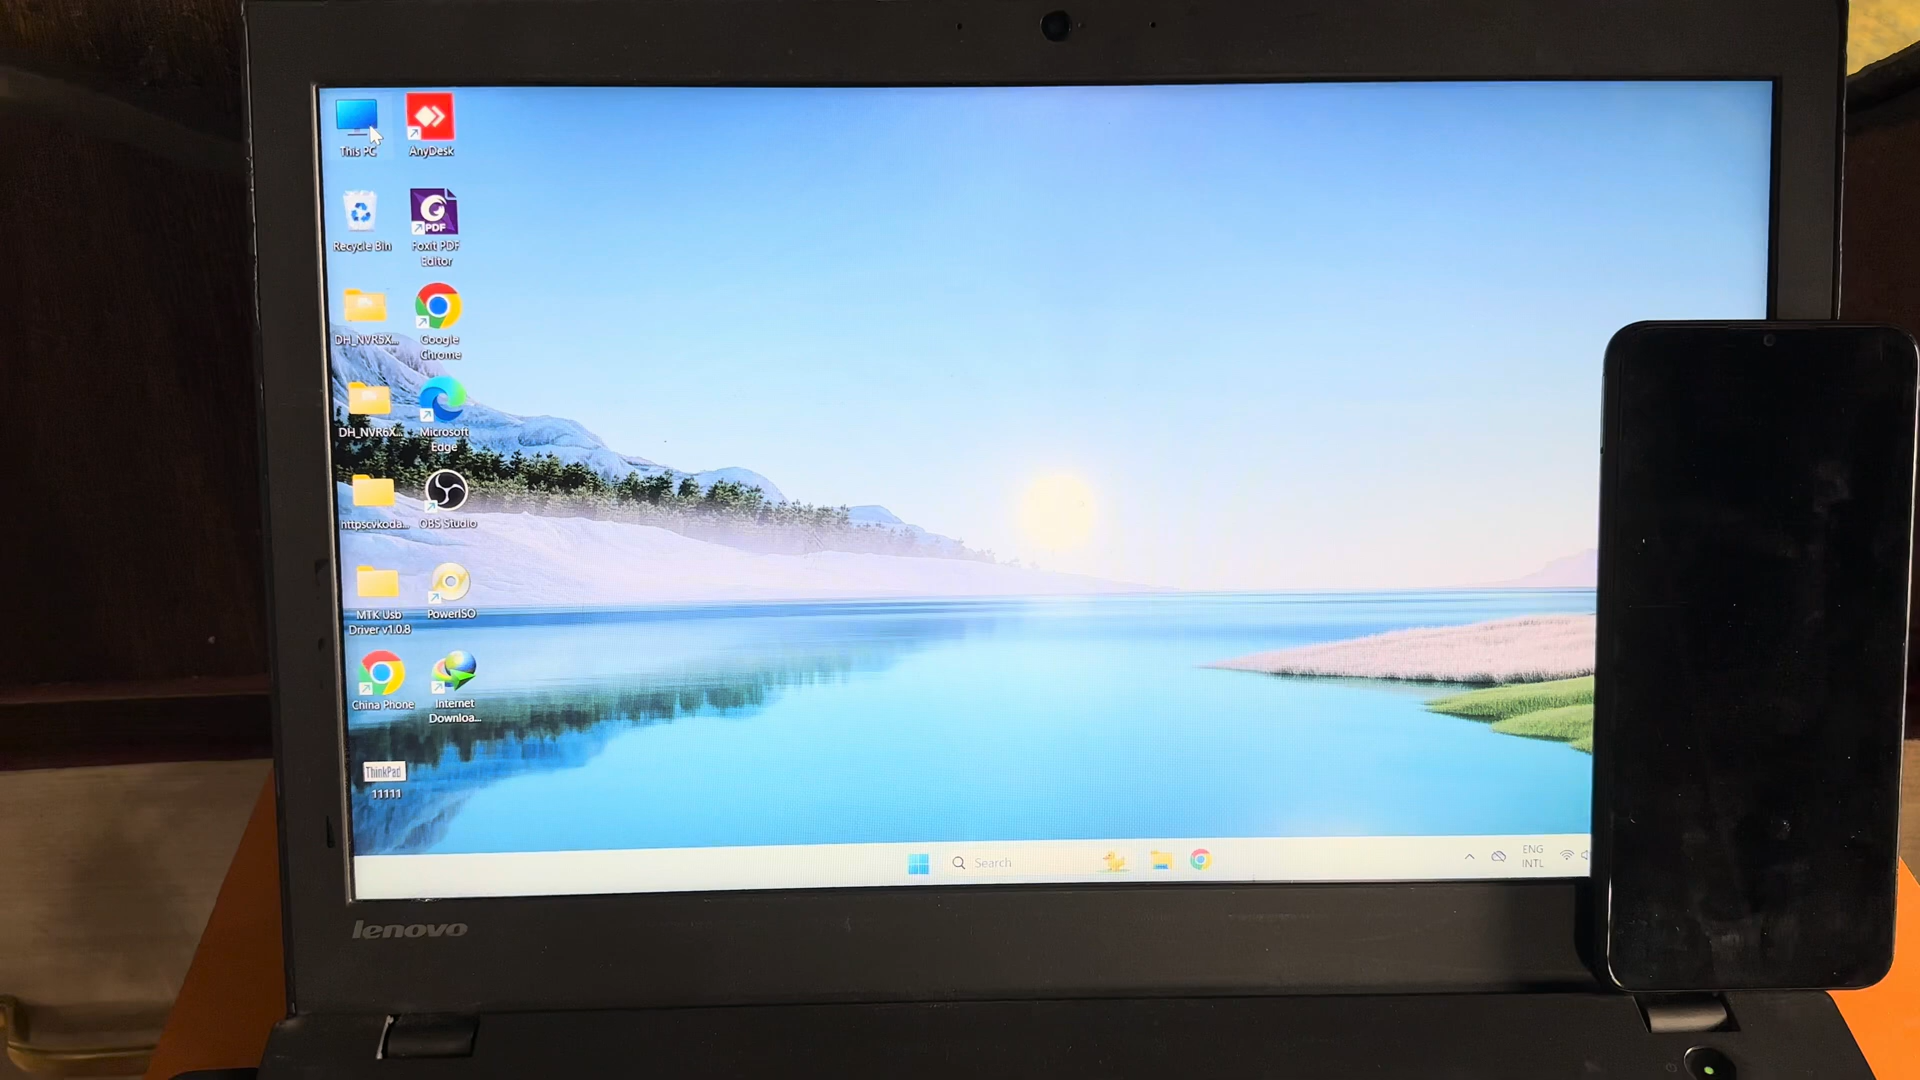 This PC
AnyDesk
Recycle Bin
PDF
Foxit PDF
Editor
DH_NVR5X...
Google
Chrome
DH_NVR6X...
Microsoft
Edge
httpscvkoda...
OBS Studio
MTK Usb
Driver v1.0.8
PowerISO
China Phone
Internet
Downloa...
ThinkPad
11111
Search
ENG
INTL
lenovo